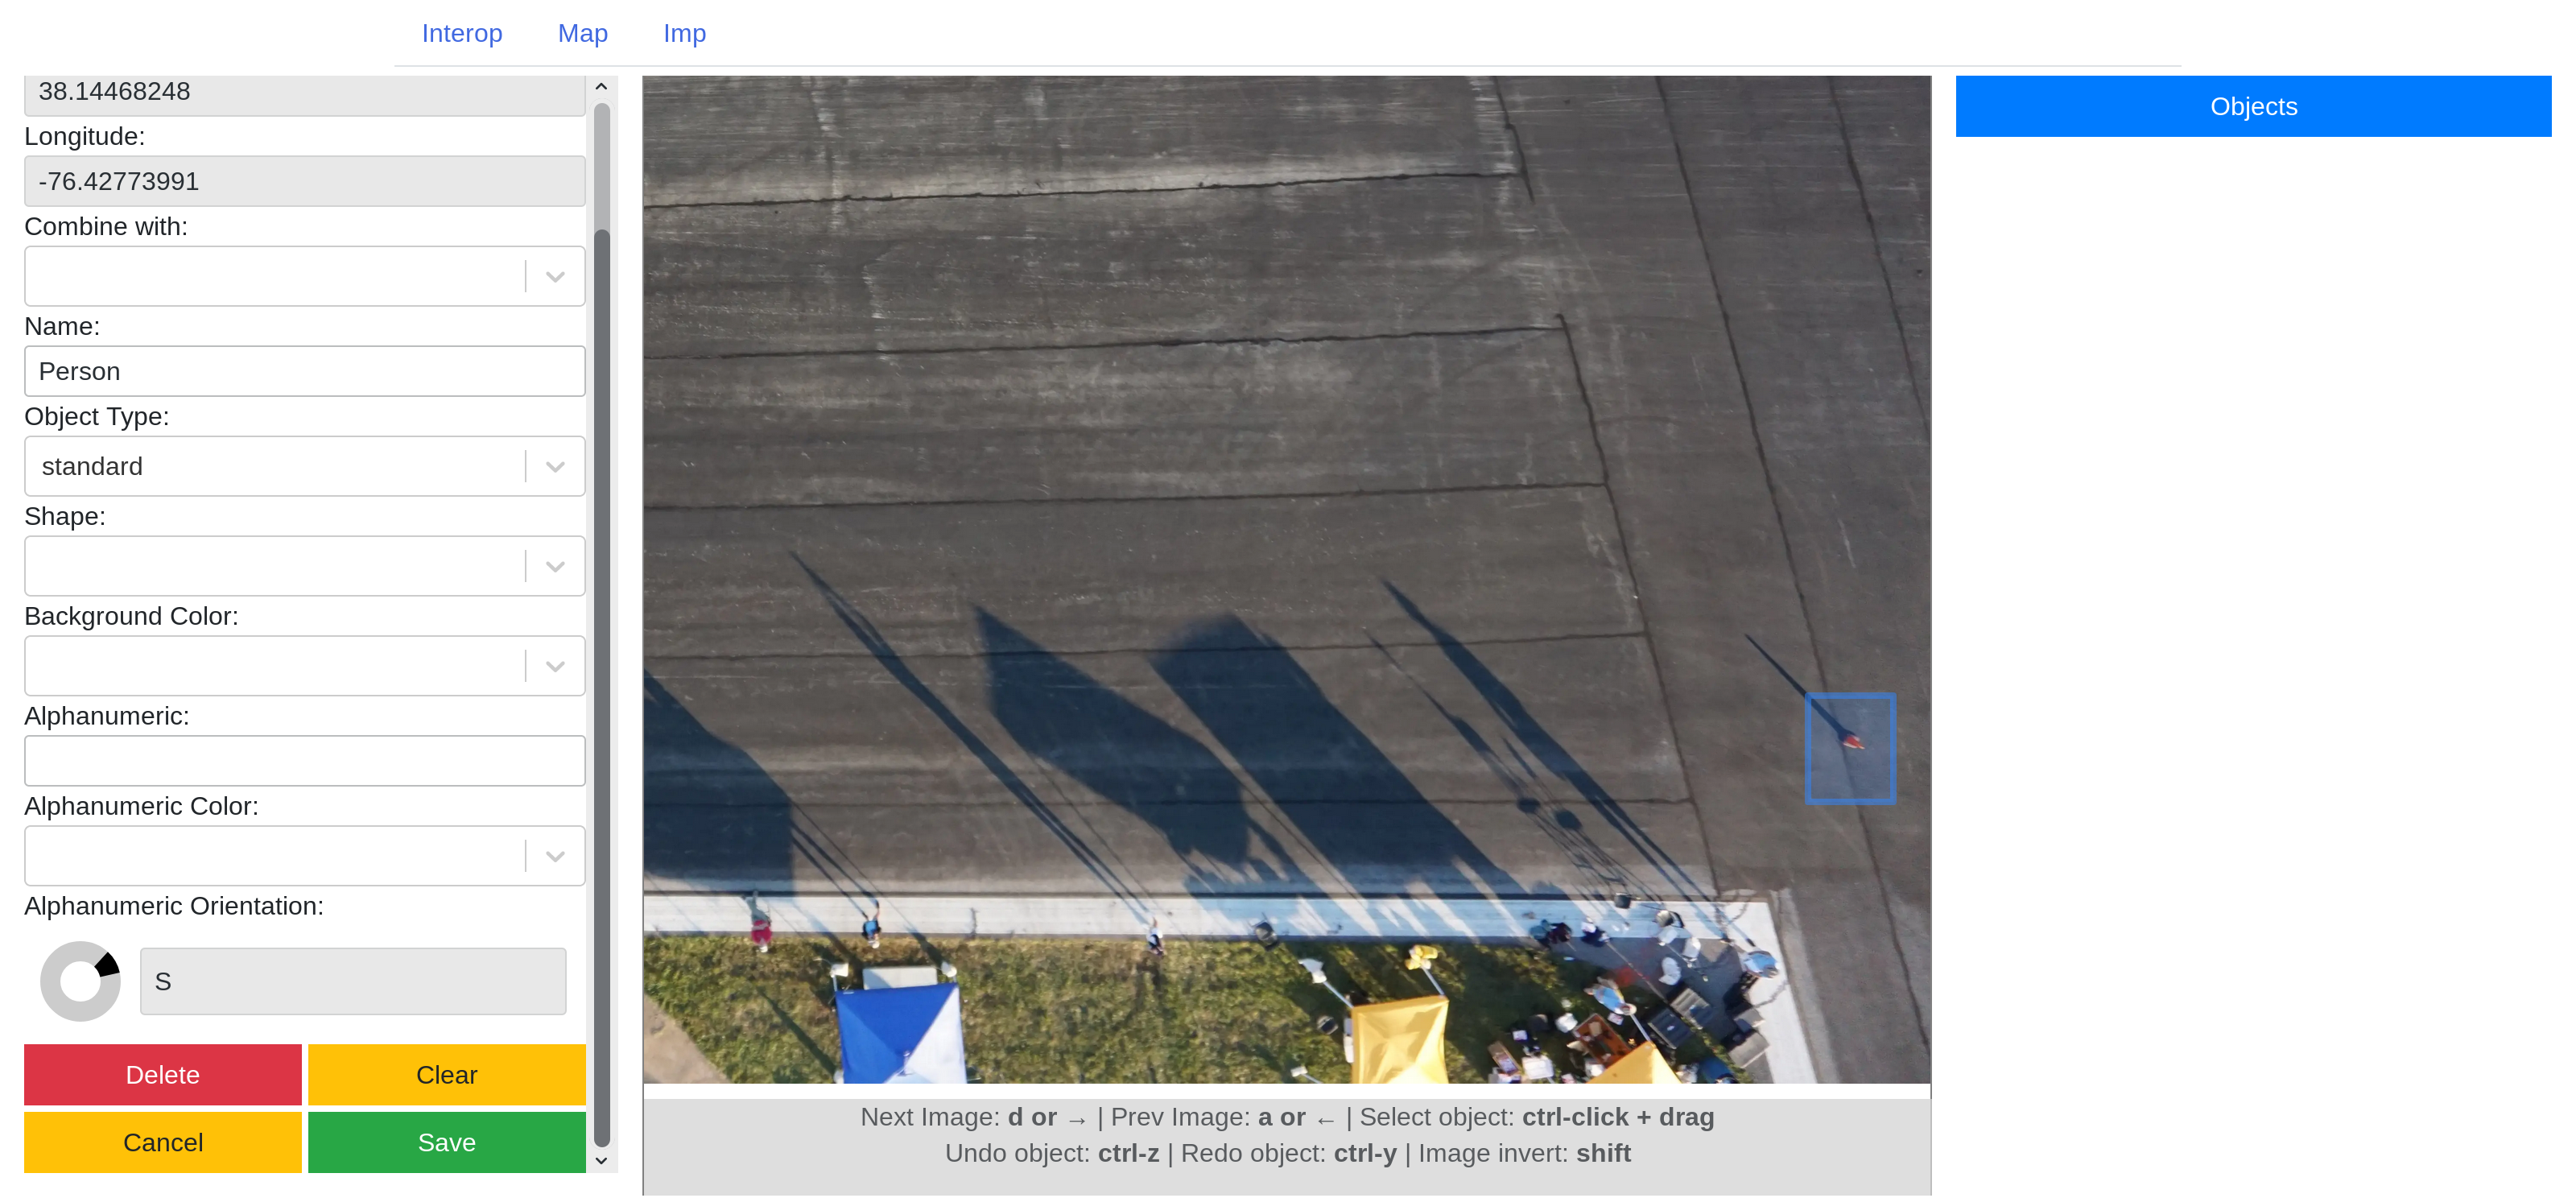 Interop Map Imp
38.14468248
Longitude:
-76.42773991
Combine with:
Name:
Person
Object Type:
standard
Shape:
Background Color:
Alphanumeric:
Alphanumeric Color:
Alphanumeric Orientation:
S
Delete Clear
Cancel Save
Next Image: d or → | Prev Image: a or ← | Select object: ctrl-click + drag
Undo object: ctrl-z | Redo object: ctrl-y | Image invert: shift
Objects